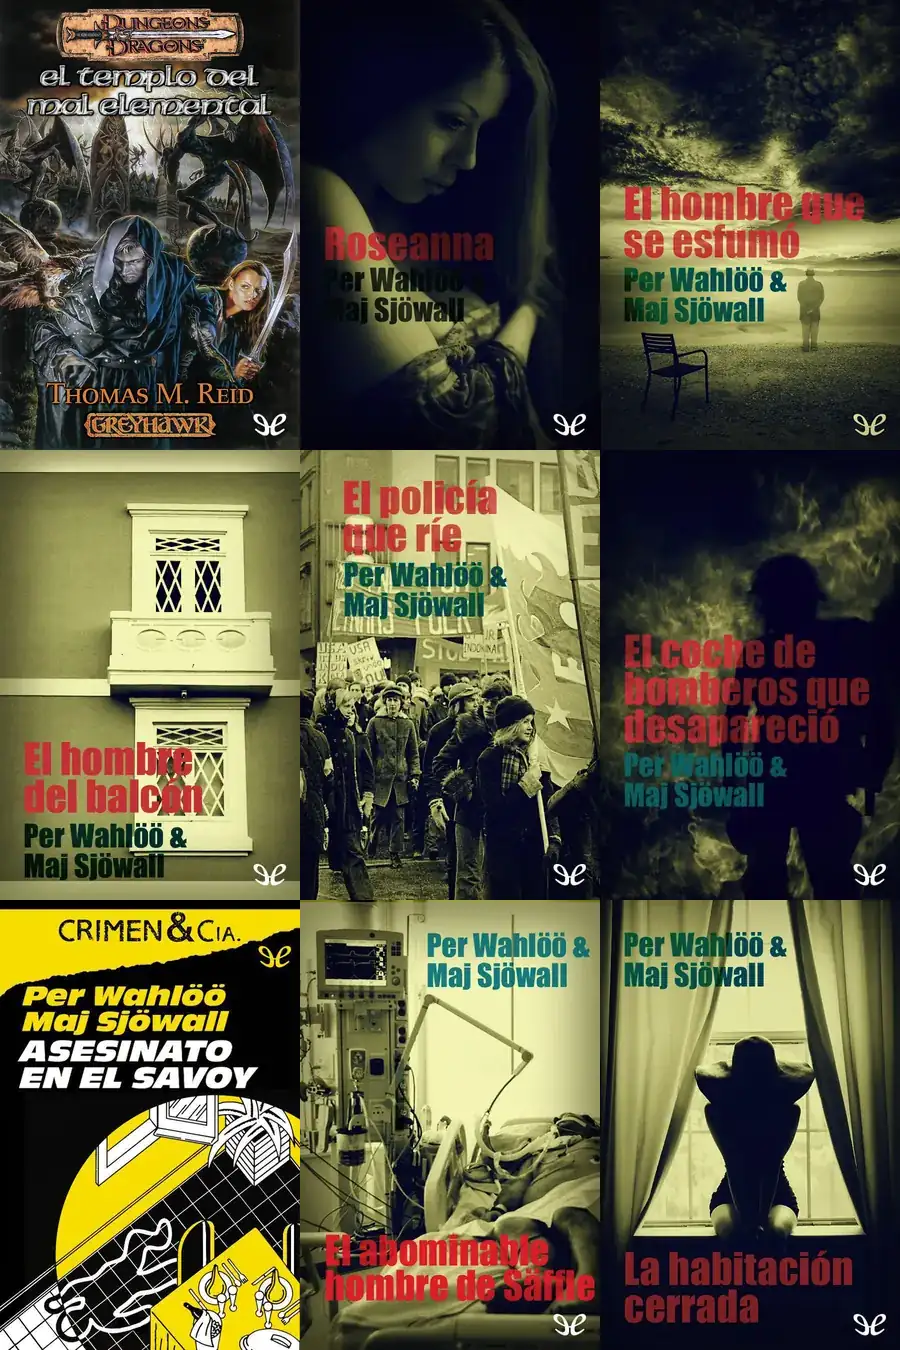 DUNGEONS
DRAGONS
el templo del
mal elemental
THOMAS M. REID
GREYHAWK
Roseanna
Per Wahlöö &
Maj Sjöwall
El hombre que
se esfumó
Per Wahlöö &
Maj Sjöwall
El hombre
del balcón
Per Wahlöö &
Maj Sjöwall
El policía
que ríe
Per Wahlöö &
Maj Sjöwall
USA
USA
El coche de
bomberos que
desapareció
Per Wahlöö &
Maj Sjöwall
CRIMEN & CIA.
Per Wahlöö
Maj Sjöwall
ASESINATO
EN EL SAVOY
Per Wahlöö &
Maj Sjöwall
El abominable
hombre de Säffle
Per Wahlöö &
Maj Sjöwall
La habitación
cerrada